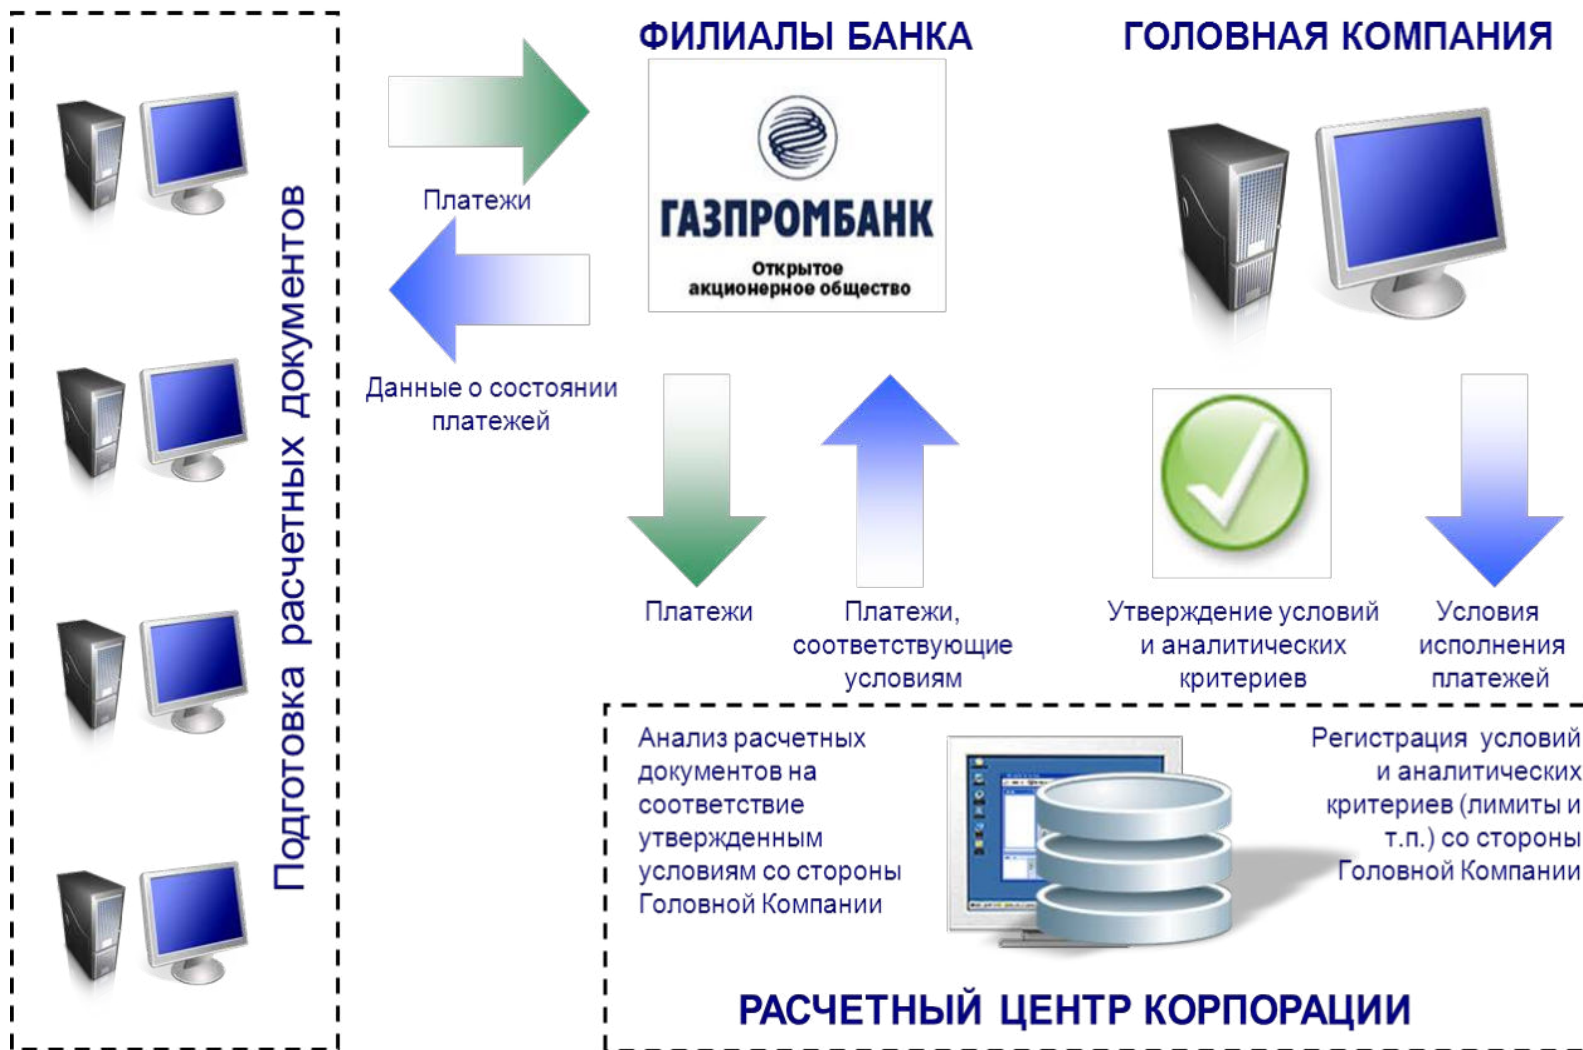 ФИЛИАЛЫ БАНКА
ГОЛОВНАЯ КОМПАНИЯ
Подготовка расчетных документов
Платежи
Данные о состоянии
платежей
ГАЗПРОМБАНК
Открытое
акционерное общество
Платежи
Платежи,
соответствующие
условиям
Утверждение условий
и аналитических
критериев
Условия
исполнения
платежей
Анализ расчетных
документов на
соответствие
утвержденным
условиям со стороны
Головной Компании
Регистрация условий
и аналитических
критериев (лимиты и
т.п.) со стороны
Головной Компании
РАСЧЕТНЫЙ ЦЕНТР КОРПОРАЦИИ